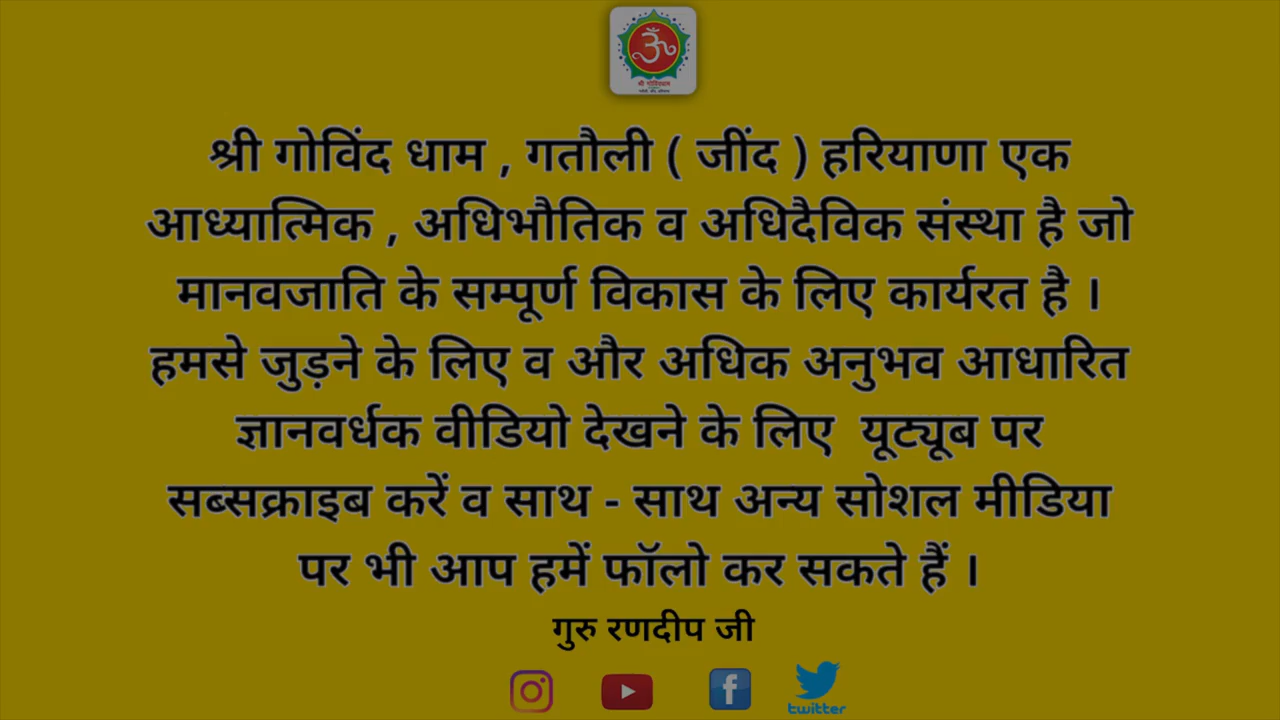 ॐ
श्री गोविंदधाम
श्री गोविंद धाम , गतौली ( जींद ) हरियाणा एक
आध्यात्मिक , अधिभौतिक व अधिदैविक संस्था है जो
मानवजाति के सम्पूर्ण विकास के लिए कार्यरत है ।
हमसे जुड़ने के लिए व और अधिक अनुभव आधारित
ज्ञानवर्धक वीडियो देखने के लिए यूट्यूब पर
सब्सक्राइब करें व साथ - साथ अन्य सोशल मीडिया
पर भी आप हमें फॉलो कर सकते हैं ।
गुरु रणदीप जी
f
twitter